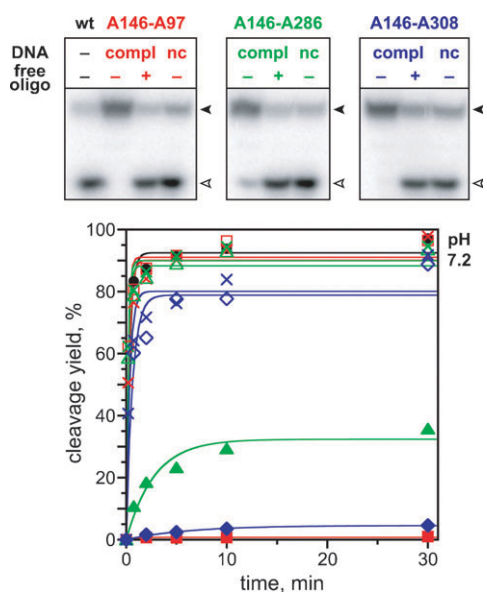 wt A146-A97 A146-A286 A146-A308
DNA – compl nc compl nc compl nc
free oligo – – + – – + – – + –
100
80
60
40
20
0
0 10 20 30
cleavage yield, %
time, min
pH
7.2